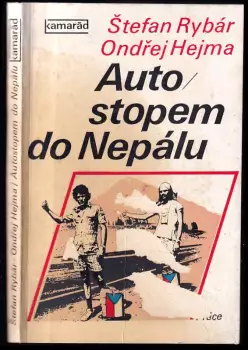 kamarád
Štefan Rybár
Ondřej Hejma
Auto/
stopem
do Nepálu
Štefan Rybár - Ondřej Hejma / Autostopem do Nepálu
kamarád